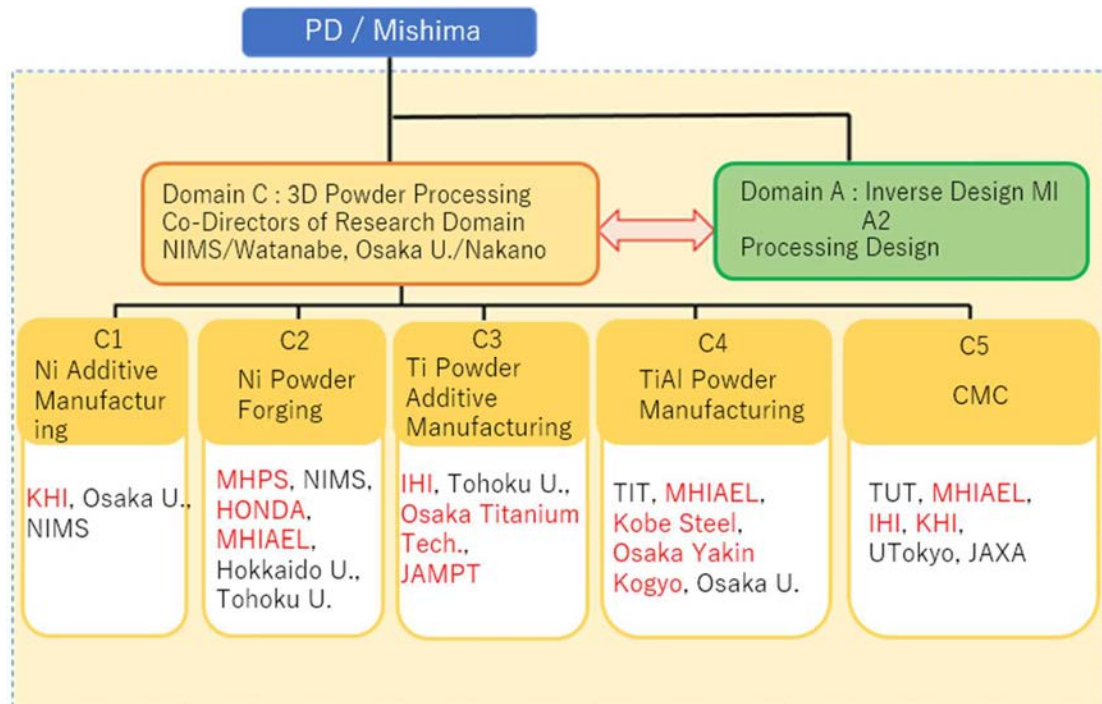 PD / Mishima
Domain C : 3D Powder Processing
Co-Directors of Research Domain
NIMS/Watanabe, Osaka U./Nakano
Domain A : Inverse Design MI
A2
Processing Design
C1
Ni Additive
Manufactur
ing
KHI, Osaka U.,
NIMS
C2
Ni Powder
Forging
MHPS, NIMS,
HONDA,
MHIAEL,
Hokkaido U.,
Tohoku U.
C3
Ti Powder
Additive
Manufacturing
IHI, Tohoku U.,
Osaka Titanium
Tech.,
JAMPT
C4
TiAl Powder
Manufacturing
TIT, MHIAEL,
Kobe Steel,
Osaka Yakin
Kogyo, Osaka U.
C5
CMC
TUT, MHIAEL,
IHI, KHI,
UTokyo, JAXA